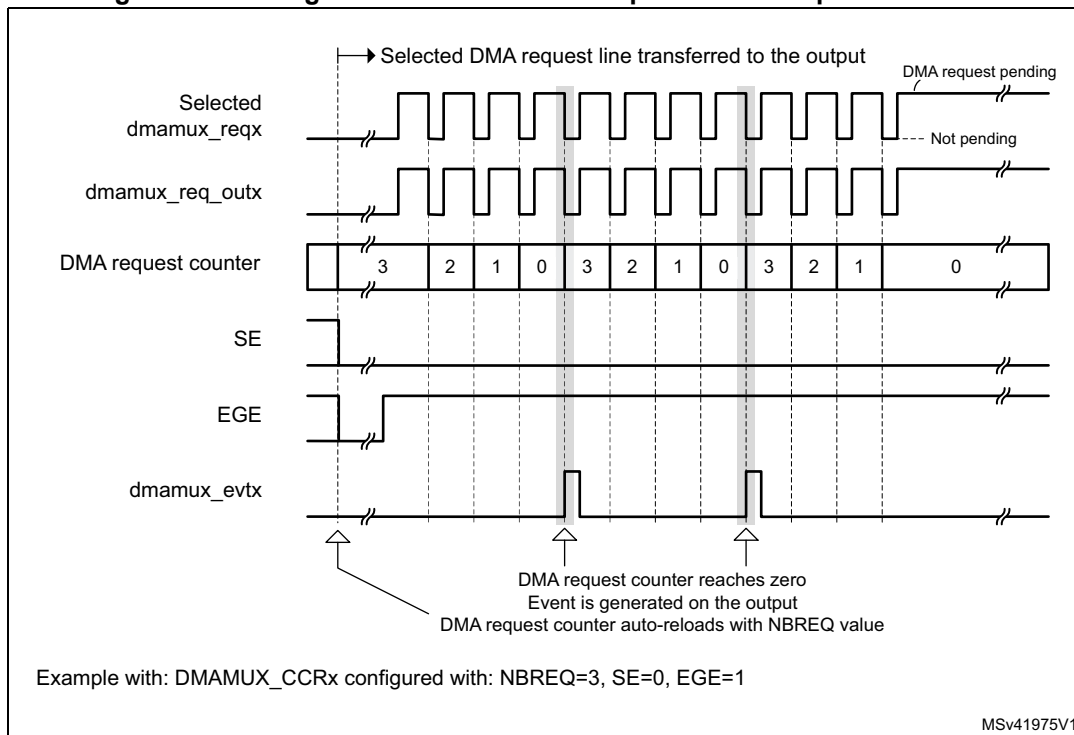 Selected DMA request line transferred to the output
DMA request pending
Selected
dmamux_reqx
Not pending
dmamux_req_outx
DMA request counter
3 2 1 0 3 2 1 0 3 2 1 0
SE
EGE
dmamux_evtx
DMA request counter reaches zero
Event is generated on the output
DMA request counter auto-reloads with NBREQ value
Example with: DMAMUX_CCRx configured with: NBREQ=3, SE=0, EGE=1
MSv41975V1